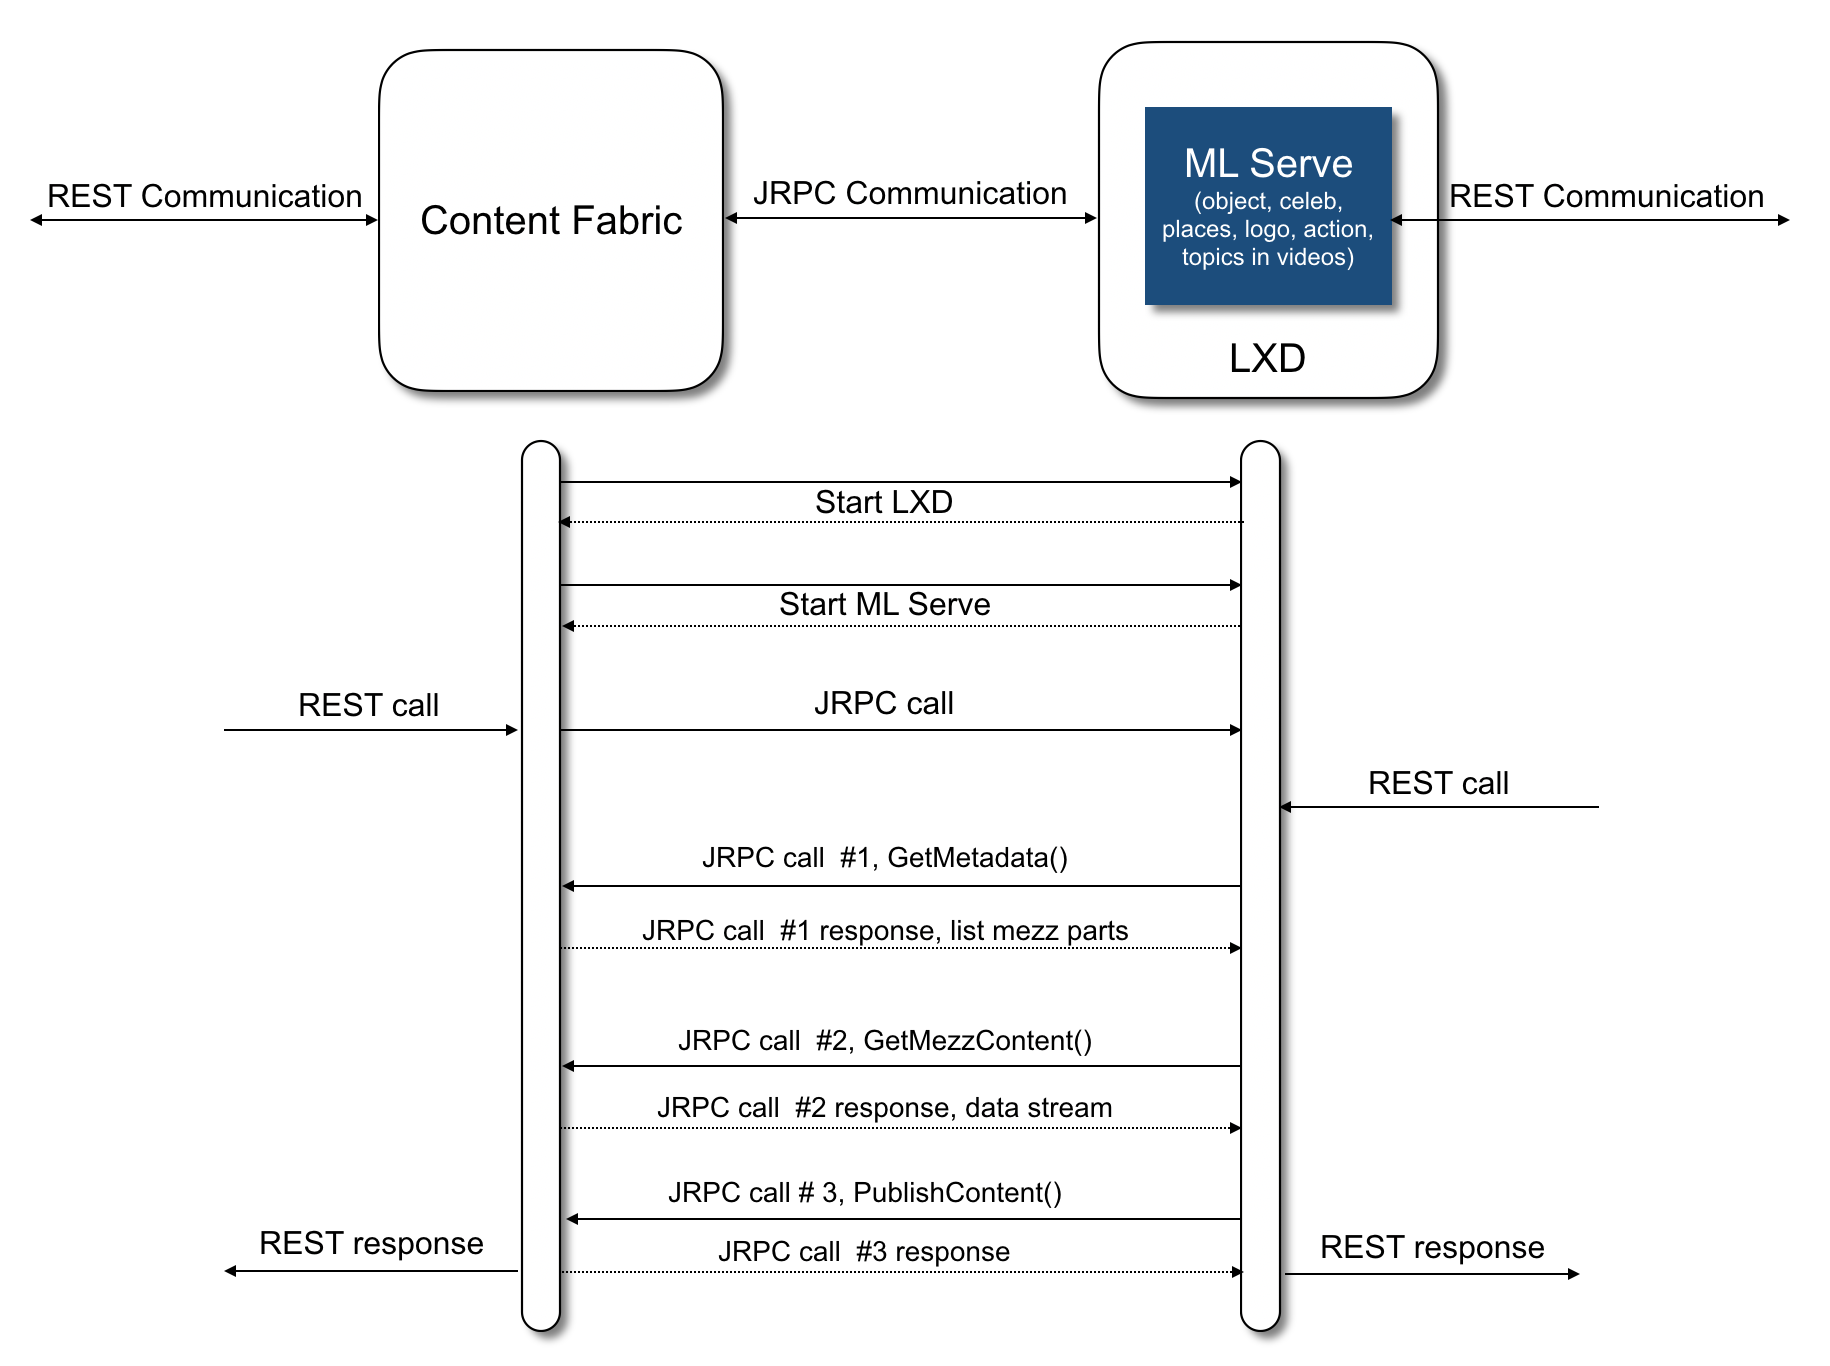 REST Communication
Content Fabric
JRPC Communication
ML Serve
(object, celeb,
places, logo, action,
topics in videos)
LXD
REST Communication
Start LXD
Start ML Serve
REST call
JRPC call
REST call
JRPC call  #1, GetMetadata()
JRPC call  #1 response, list mezz parts
JRPC call  #2, GetMezzContent()
JRPC call  #2 response, data stream
JRPC call # 3, PublishContent()
REST response
JRPC call  #3 response
REST response